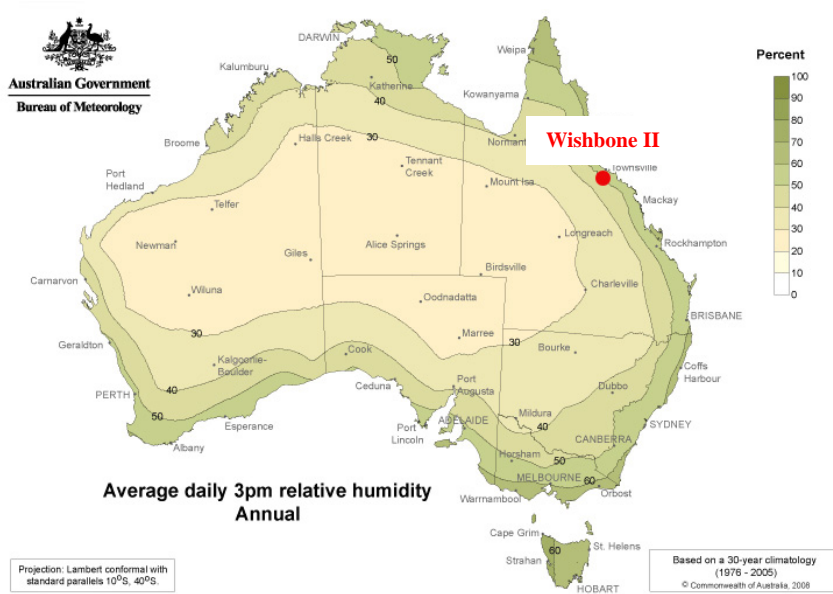 Australian Government
Bureau of Meteorology
DARWIN
50
Weipa
Kalumburu
Katherine
Kowanyama
40
Percent
100
90
80
70
60
50
40
30
20
10
0
30
Halls Creek
Broome
Wishbone II
Townsville
Tennant
Creek
Port
Hedland
Mount Isa
Mackay
Telfer
Newman
Alice Springs
Longreach
Rockhampton
Giles
Birdsville
Carnarvon
Wiluna
Oodnadatta
Charleville
BRISBANE
30
Marree
30
Geraldton
Kalgoorlie-
Boulder
Cook
Bourke
Coffs
Harbour
PERTH
40
Ceduna
Port
Augusta
Dubbo
50
Esperance
Albany
Port
Lincoln
ADELAIDE
Mildura
40
SYDNEY
CANBERRA
Horsham
50
MELBOURNE
60
Orbost
Warrnambool
Average daily 3pm relative humidity
Annual
Cape Grim
Strahan
60
St. Helens
HOBART
Projection: Lambert conformal with
standard parallels 10°S, 40°S.
Based on a 30-year climatology
(1976 - 2005)
© Commonwealth of Australia, 2008